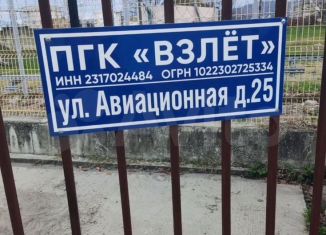 ПГК «ВЗЛЁТ»
ИНН 2317024484 ОГРН 1022302725334
ул. Авиационная д.25